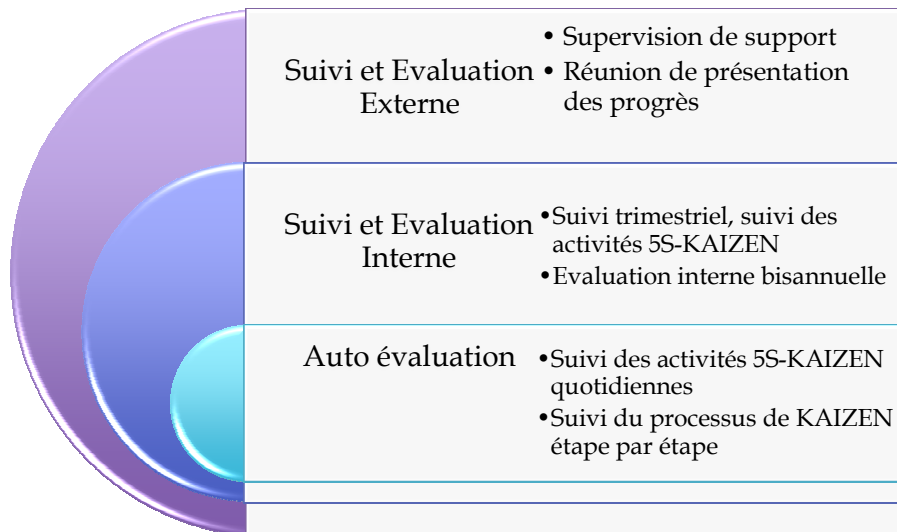 Suivi et Evaluation
Externe
• Supervision de support
• Réunion de présentation
des progrès
Suivi et Evaluation
Interne
•Suivi trimestriel, suivi des
activités 5S-KAIZEN
•Evaluation interne bisannuelle
Auto évaluation
•Suivi des activités 5S-KAIZEN
quotidiennes
•Suivi du processus de KAIZEN
étape par étape